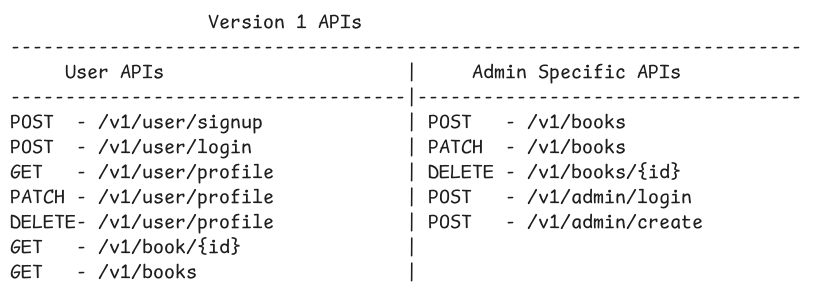 Version 1 APIs
------------------------------------------------------------------------
User APIs | Admin Specific APIs
------------------------------------|-----------------------------------
POST - /v1/user/signup | POST - /v1/books
POST - /v1/user/login | PATCH - /v1/books
GET - /v1/user/profile | DELETE - /v1/books/{id}
PATCH - /v1/user/profile | POST - /v1/admin/login
DELETE- /v1/user/profile | POST - /v1/admin/create
GET - /v1/book/{id} |
GET - /v1/books |